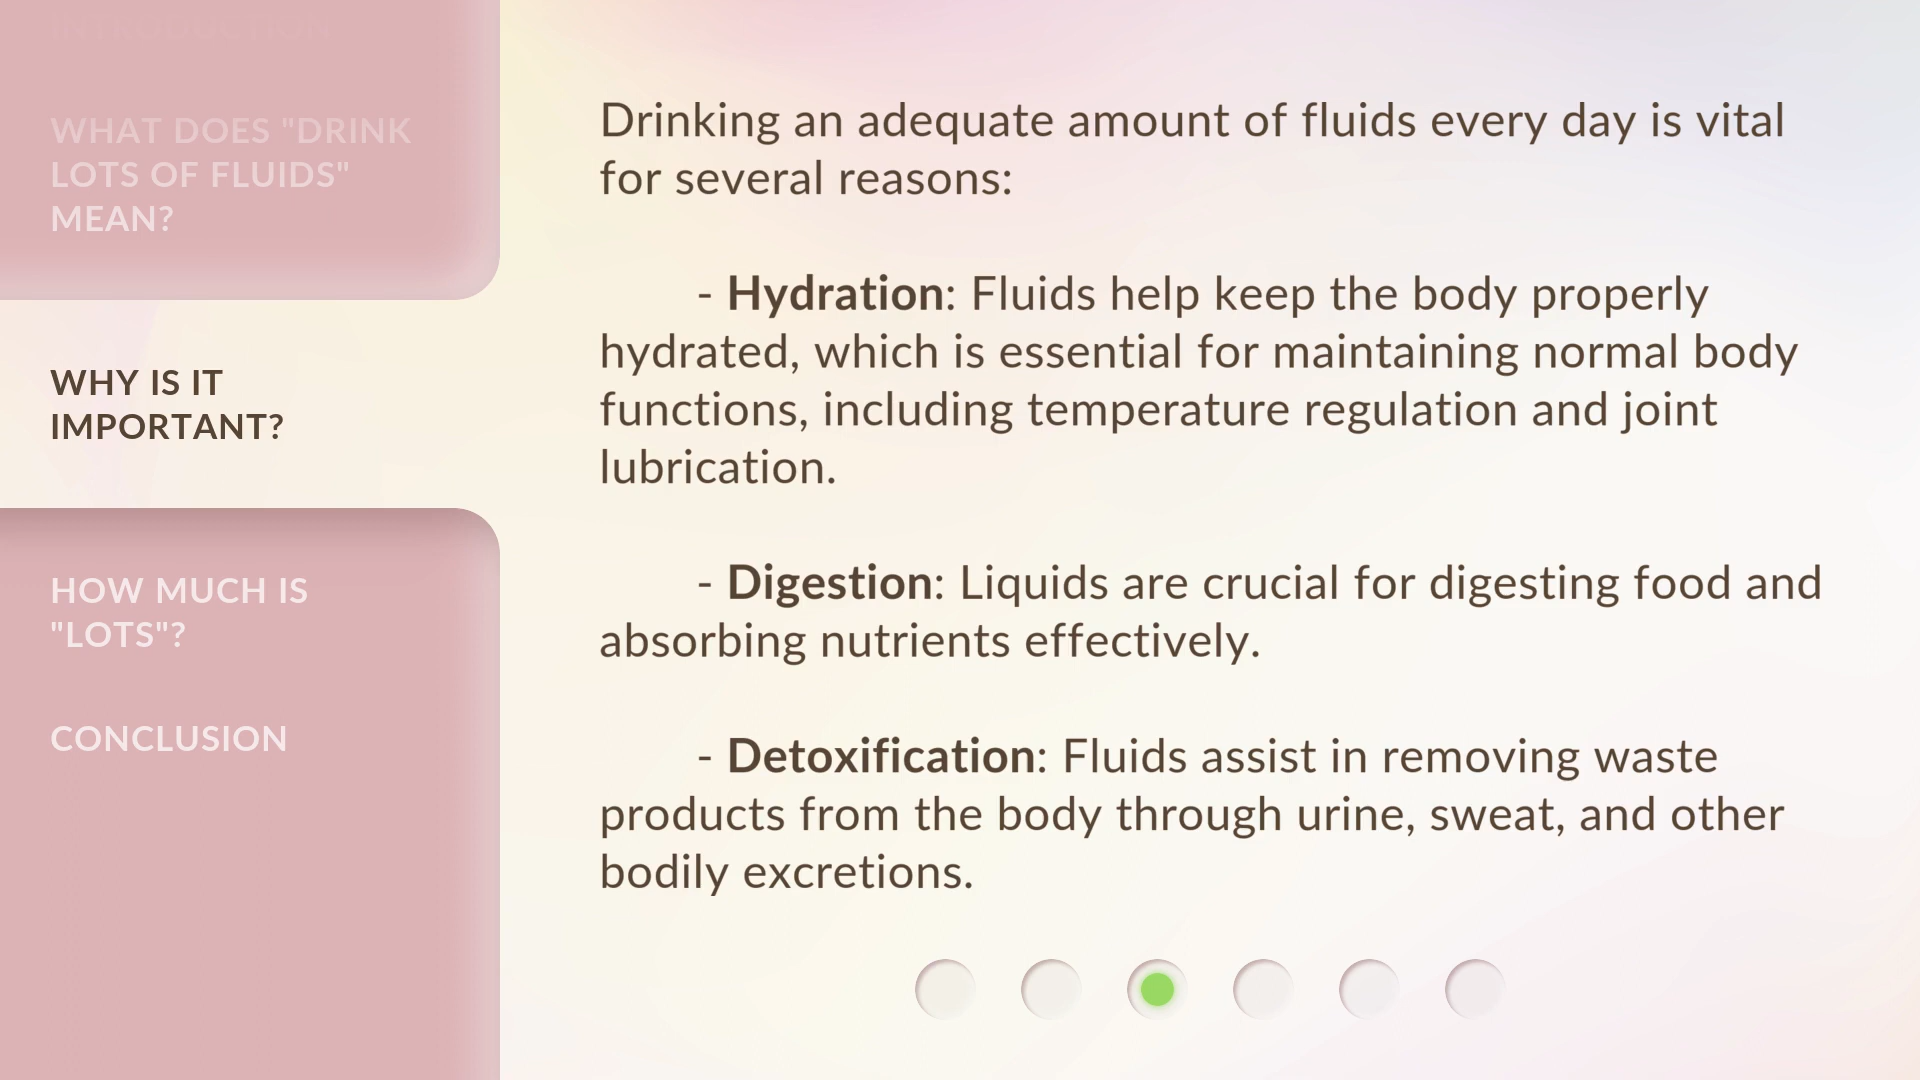 INTRODUCTION
WHAT DOES "DRINK
LOTS OF FLUIDS"
MEAN?
WHY IS IT
IMPORTANT?
HOW MUCH IS
"LOTS"?
CONCLUSION
Drinking an adequate amount of fluids every day is vital
for several reasons:
- Hydration: Fluids help keep the body properly
hydrated, which is essential for maintaining normal body
functions, including temperature regulation and joint
lubrication.
- Digestion: Liquids are crucial for digesting food and
absorbing nutrients effectively.
- Detoxification: Fluids assist in removing waste
products from the body through urine, sweat, and other
bodily excretions.